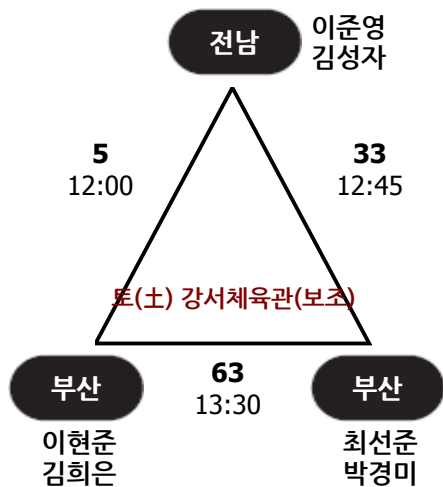 전남
이준영
김성자
5
12:00
33
12:45
토(土) 강서체육관(보조)
부산
63
13:30
부산
이현준
김희은
최선준
박경미